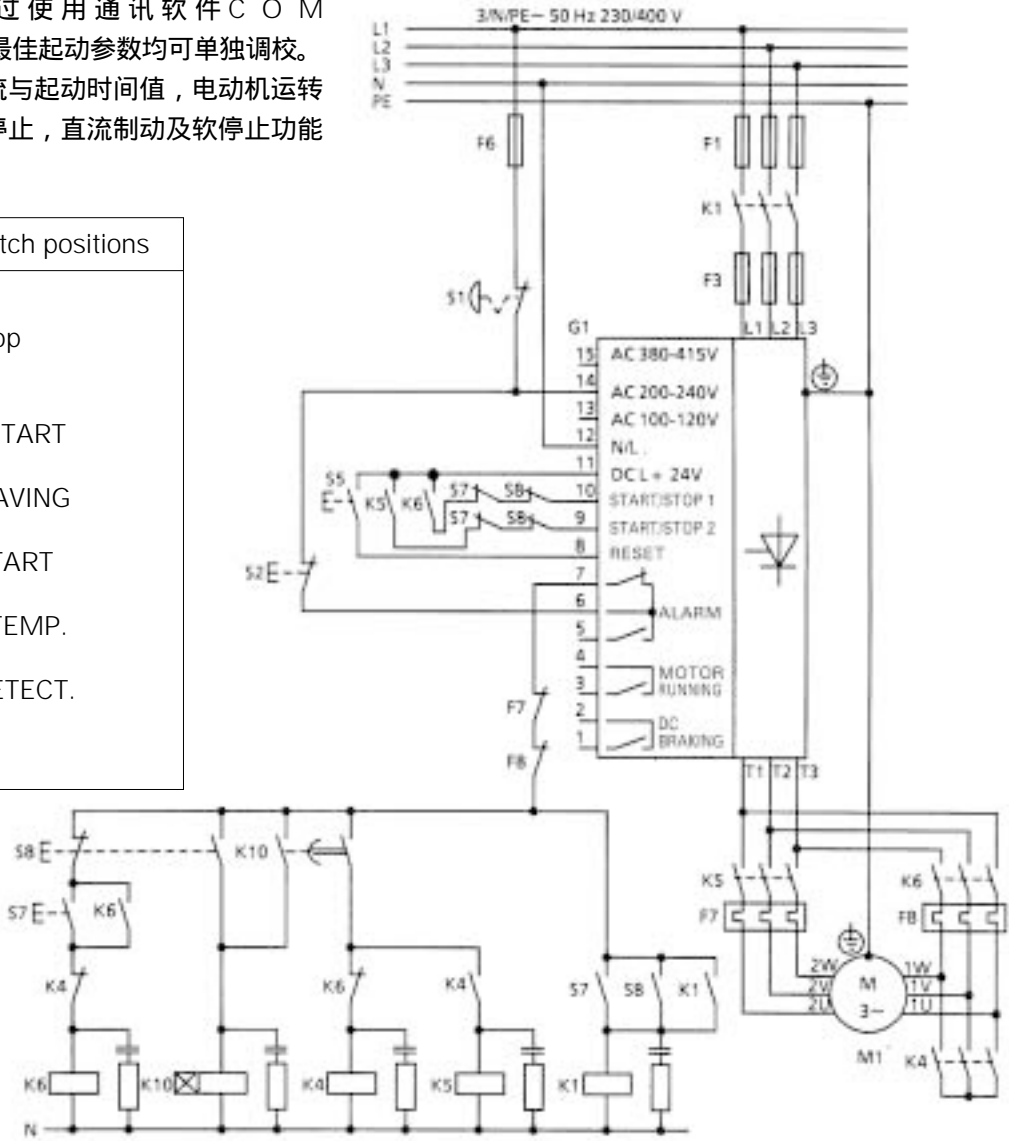 过使用通讯软件C O M
最佳起动参数均可单独调校。
流与起动时间值，电动机运转
停止，直流制动及软停止功能
tch positions
op
TART
AVING
TART
TEMP.
ETECT.
3/N/PE~ 50 Hz 230/400 V
L1
L2
L3
N
PE
F6
F1
K1
F3
S1
G1
L1 L2 L3
15 AC 380-415V
14 AC 200-240V
13 AC 100-120V
12 N/L.
11 DC L+ 24V
10 START/STOP 1
9 START/STOP 2
8 RESET
7
6 ALARM
5
4 MOTOR
3 RUNNING
2 DC
1 BRAKING
S5
K5 K6 S7 S8
S7 S8
S2
F7
F8
T1 T2 T3
S8 K10
S7 K6
K4 K6 K4 S7 S8 K1
K6 K10 K4 K5 K1
N
K5 K6
F7 F8
2W M 1W
2V 3~ 1V
2U 1U
M1 K4